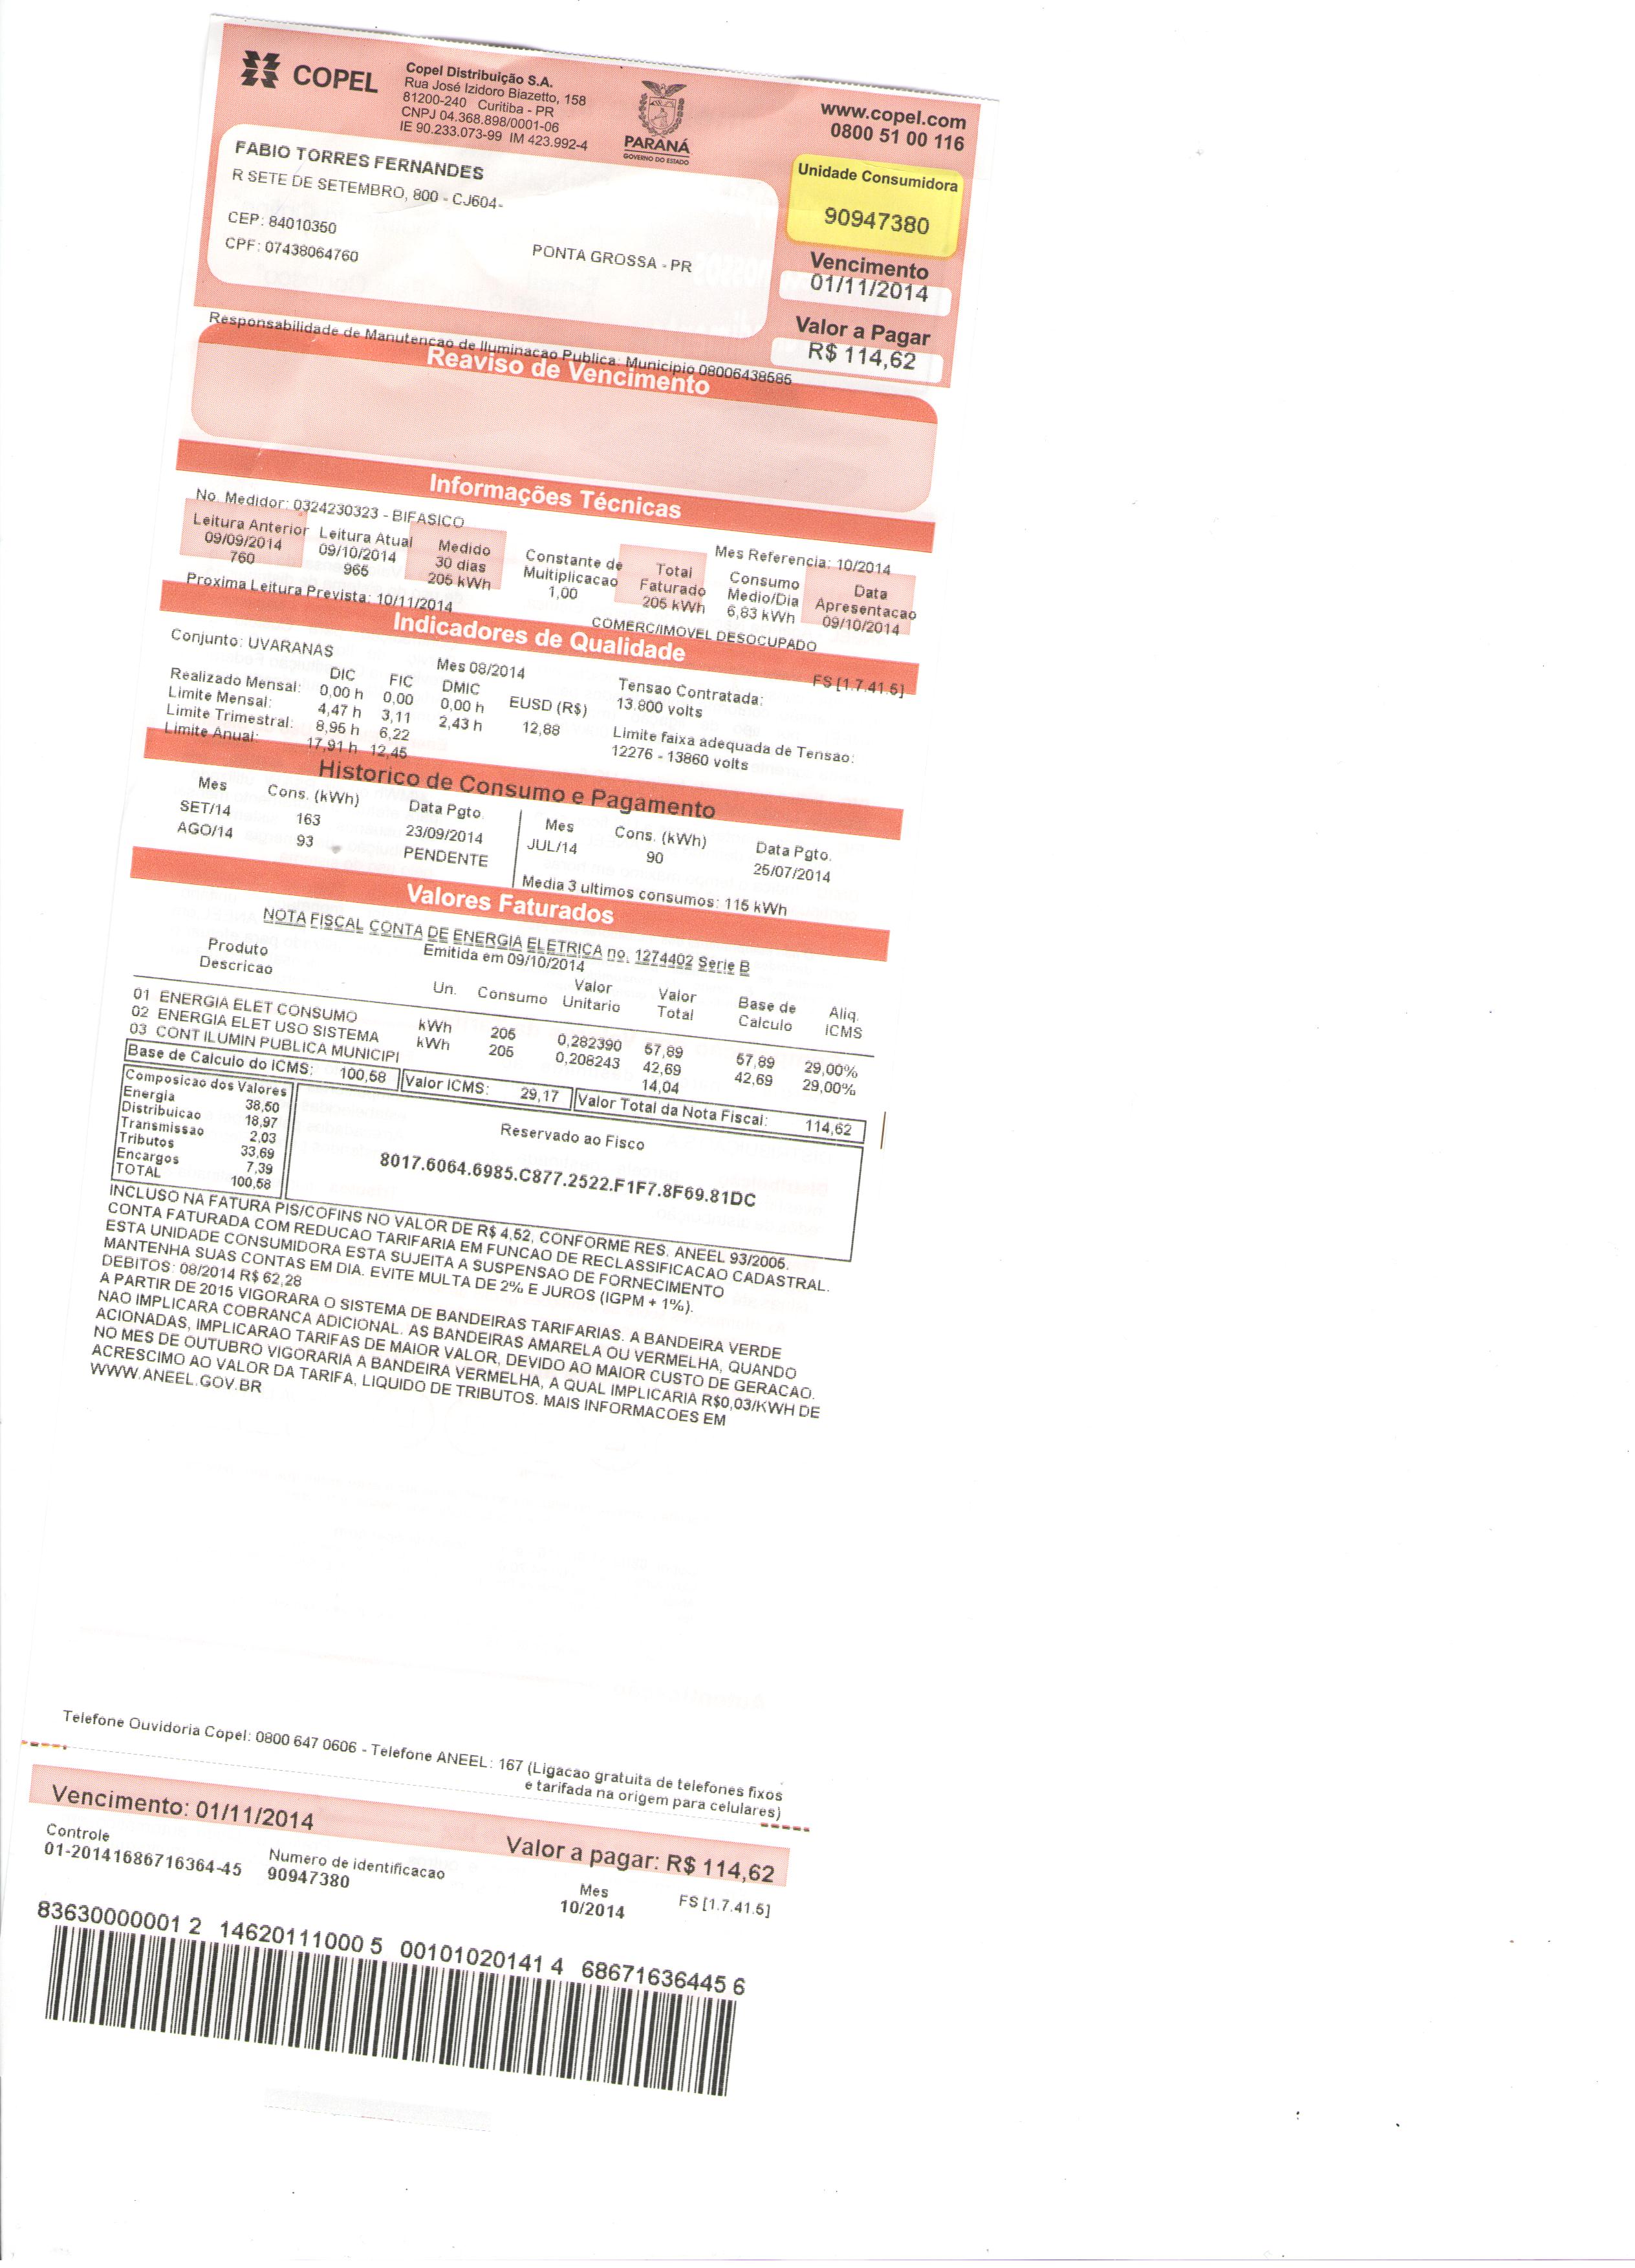 COPEL
Copel Distribuição S.A.
Rua José Izidoro Biazetto, 158
81200-240 Curitiba - PR
CNPJ 04.368.898/0001-06
IE 90.233.073-99 IM 423.992-4
PARANÁ
GOVERNO DO ESTADO
www.copel.com
0800 51 00 116
FABIO TORRES FERNANDES
R SETE DE SETEMBRO, 800 - CJ604-
CEP: 84010350
CPF: 07438064760
PONTA GROSSA - PR
Unidade Consumidora
90947380
Vencimento
01/11/2014
Valor a Pagar
R$ 114,62
Responsabilidade de Manutencao de Iluminacao Publica: Municipio 08006438585
Reaviso de Vencimento
Informações Técnicas
No. Medidor: 0324230323 - BIFASICO
Mes Referencia: 10/2014
Leitura Anterior Leitura Atual Medido Constante de Total Consumo Data
09/09/2014 09/10/2014 30 dias Multiplicacao Faturado Medio/Dia Apresentacao
760 965 205 kWh 1,00 205 kWh 6,83 kWh 09/10/2014
Proxima Leitura Prevista: 10/11/2014
COMERC/IMOVEL DESOCUPADO
Indicadores de Qualidade
FS [1.7.41.5]
Conjunto: UVARANAS
Mes 08/2014
DIC FIC DMIC EUSD (R$)
Realizado Mensal: 0,00 h 0,00 0,00 h
Limite Mensal: 4,47 h 3,11 2,43 h 12,88
Limite Trimestral: 8,95 h 6,22
Limite Anual: 17,91 h 12,45
Tensao Contratada:
13.800 volts
Limite faixa adequada de Tensao:
12276 - 13860 volts
Historico de Consumo e Pagamento
Mes Cons. (kWh) Data Pgto.
SET/14 163 23/09/2014
AGO/14 93 PENDENTE
Mes Cons. (kWh) Data Pgto.
JUL/14 90 25/07/2014
Media 3 ultimos consumos: 115 kWh
Valores Faturados
NOTA FISCAL CONTA DE ENERGIA ELETRICA no. 1274402 Serie B
Emitida em 09/10/2014
Produto Descricao Un. Consumo Valor Unitario Valor Total Base de Calculo Aliq. ICMS
01 ENERGIA ELET CONSUMO kWh 205 0,282390 57,89 57,89 29,00%
02 ENERGIA ELET USO SISTEMA kWh 205 0,208243 42,69 42,69 29,00%
03 CONT ILUMIN PUBLICA MUNICIPI 14,04
Base de Calculo do ICMS: 100,58 Valor ICMS: 29,17 Valor Total da Nota Fiscal: 114,62
Composicao dos Valores
Energia 38,50
Distribuicao 18,97
Transmissao 2,03
Tributos 33,69
Encargos 7,39
TOTAL 100,58
Reservado ao Fisco
8017.6064.6985.C877.2522.F1F7.8F69.81DC
INCLUSO NA FATURA PIS/COFINS NO VALOR DE R$ 4,52, CONFORME RES. ANEEL 93/2005.
CONTA FATURADA COM REDUCAO TARIFARIA EM FUNCAO DE RECLASSIFICACAO CADASTRAL.
ESTA UNIDADE CONSUMIDORA ESTA SUJEITA A SUSPENSAO DE FORNECIMENTO
MANTENHA SUAS CONTAS EM DIA. EVITE MULTA DE 2% E JUROS (IGPM + 1%).
DEBITOS: 08/2014 R$ 62,28
A PARTIR DE 2015 VIGORARA O SISTEMA DE BANDEIRAS TARIFARIAS. A BANDEIRA VERDE
NAO IMPLICARA COBRANCA ADICIONAL. AS BANDEIRAS AMARELA OU VERMELHA, QUANDO
ACIONADAS, IMPLICARAO TARIFAS DE MAIOR VALOR, DEVIDO AO MAIOR CUSTO DE GERACAO.
NO MES DE OUTUBRO VIGORARIA A BANDEIRA VERMELHA, A QUAL IMPLICARIA R$0,03/KWH DE
ACRESCIMO AO VALOR DA TARIFA, LIQUIDO DE TRIBUTOS. MAIS INFORMACOES EM
WWW.ANEEL.GOV.BR
Telefone Ouvidoria Copel: 0800 647 0606 - Telefone ANEEL: 167 (Ligacao gratuita de telefones fixos
e tarifada na origem para celulares)
Vencimento: 01/11/2014
Valor a pagar: R$ 114,62
Controle
01-20141686716364-45
Numero de identificacao
90947380
Mes
10/2014
FS [1.7.41.5]
83630000001 2 14620111000 5 00101020141 4 68671636445 6